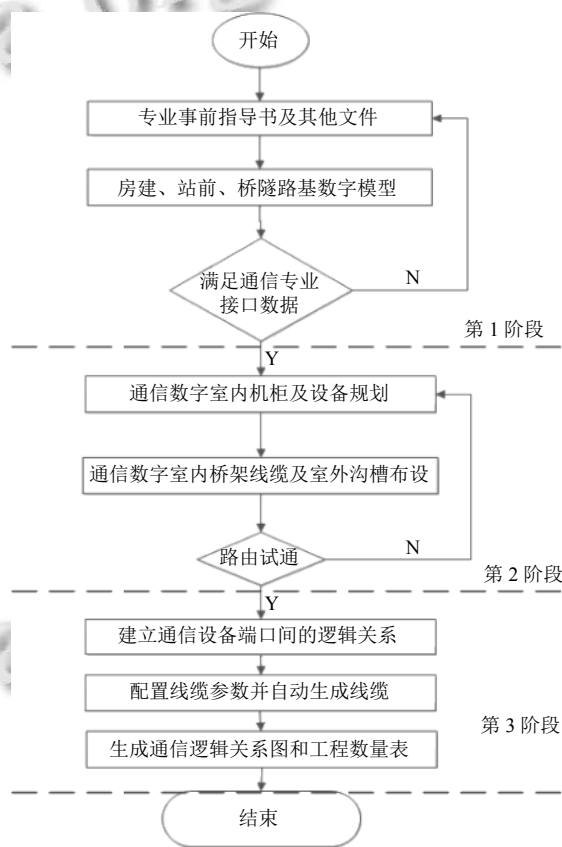 开始
专业事前指导书及其他文件
房建、站前、桥隧路基数字模型
满足通信专业
接口数据
N
第 1 阶段
Y
通信数字室内机柜及设备规划
通信数字室内桥架线缆及室外沟槽布设
路由试通
N
第 2 阶段
Y
建立通信设备端口间的逻辑关系
配置线缆参数并自动生成线缆
第 3 阶段
生成通信逻辑关系图和工程数量表
结束